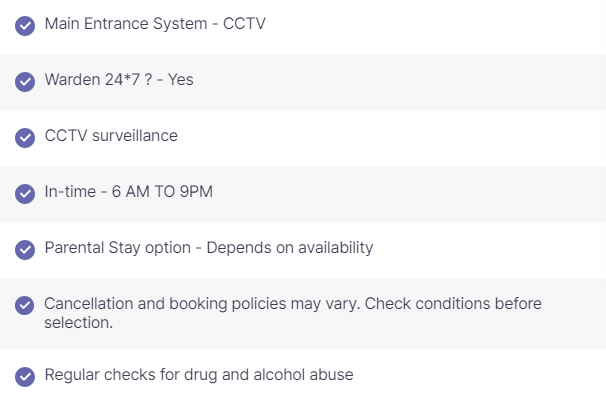 Main Entrance System - CCTV
Warden 24*7 ? - Yes
CCTV surveillance
In-time - 6 AM TO 9PM
Parental Stay option - Depends on availability
Cancellation and booking policies may vary. Check conditions before
selection.
Regular checks for drug and alcohol abuse